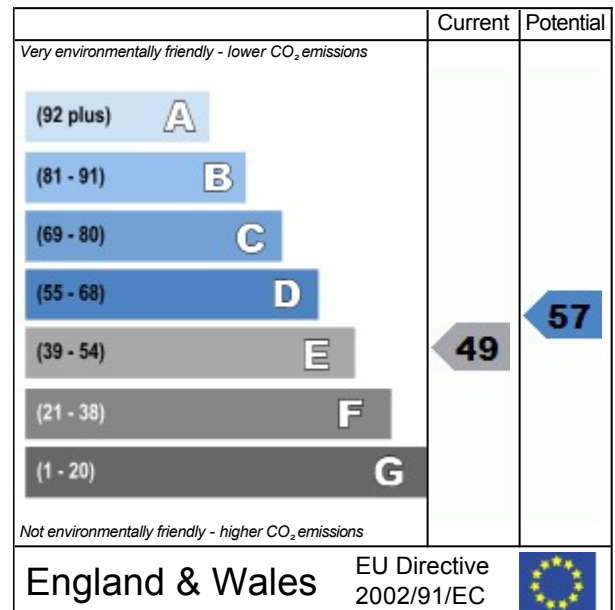 Current Potential
Very environmentally friendly - lower CO₂ emissions
(92 plus) A
(81 - 91) B
(69 - 80) C
(55 - 68) D
57
(39 - 54) E
49
(21 - 38) F
(1 - 20) G
Not environmentally friendly - higher CO₂ emissions
England & Wales
EU Directive
2002/91/EC